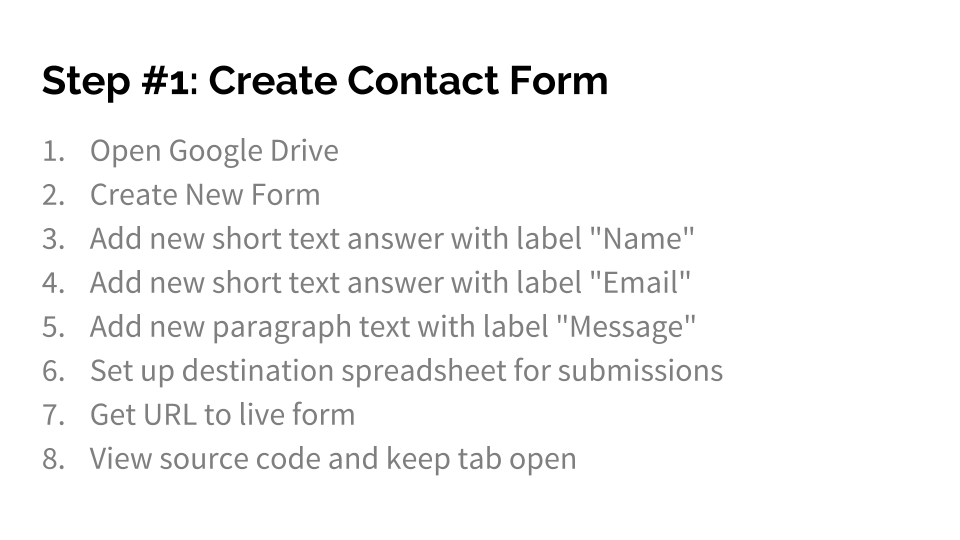 Step #1: Create Contact Form
1. Open Google Drive
2. Create New Form
3. Add new short text answer with label "Name"
4. Add new short text answer with label "Email"
5. Add new paragraph text with label "Message"
6. Set up destination spreadsheet for submissions
7. Get URL to live form
8. View source code and keep tab open